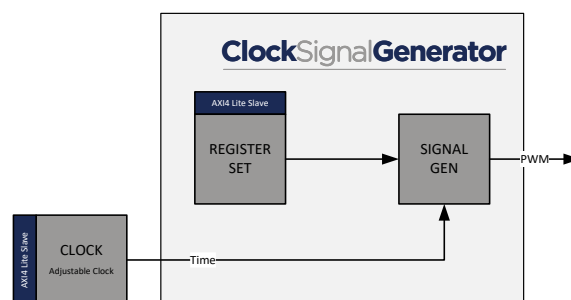 ClockSignalGenerator
AXI4 Lite Slave
REGISTER
SET
SIGNAL
GEN
PWM
AXI4 Lite Slave
CLOCK
Adjustable Clock
Time